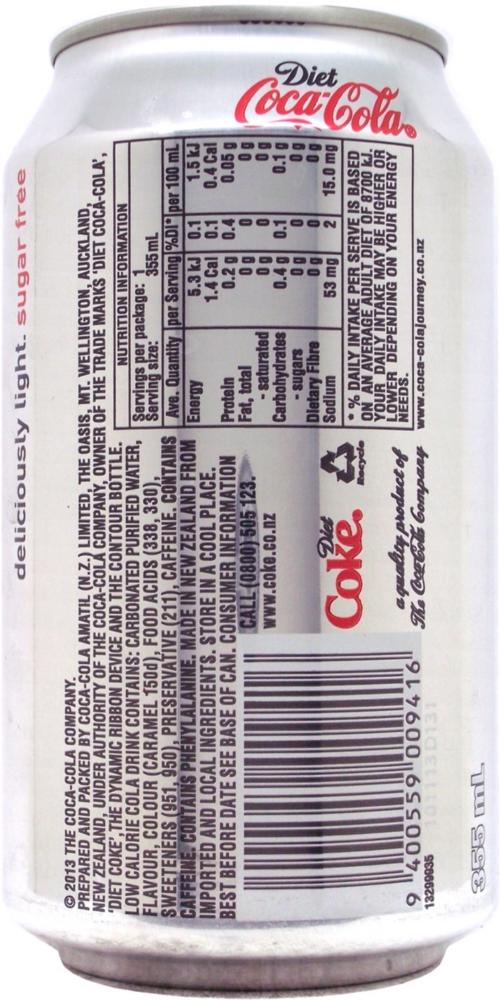 Diet
Coca-Cola
deliciously light. sugar free
© 2013 THE COCA-COLA COMPANY.
PREPARED AND PACKED BY COCA-COLA AMATIL (N.Z.) LIMITED, THE OASIS, MT. WELLINGTON, AUCKLAND,
NEW ZEALAND, UNDER AUTHORITY OF THE COCA-COLA COMPANY, OWNER OF THE TRADE MARKS 'DIET COCA-COLA',
'DIET COKE', THE DYNAMIC RIBBON DEVICE AND THE CONTOUR BOTTLE.
LOW CALORIE COLA DRINK CONTAINS: CARBONATED PURIFIED WATER,
FLAVOUR, COLOUR (CARAMEL 1500), FOOD ACIDS (338, 330),
SWEETENERS (951, 950), PRESERVATIVE (211), CAFFEINE. CONTAINS
CAFFEINE. CONTAINS PHENYLALANINE. MADE IN NEW ZEALAND FROM
IMPORTED AND LOCAL INGREDIENTS. STORE IN A COOL PLACE.
BEST BEFORE DATE SEE BASE OF CAN. CONSUMER INFORMATION
CALL (0800) 505 123
www.coke.co.nz
NUTRITION INFORMATION
Servings per package: 1
Serving size: 355mL
Ave. Quantity per Serving %DI* per 100 mL
Energy 5.3 kJ 0.1 1.5 kJ
1.4 Cal 0.1 0.4 Cal
Protein 0.2 g 0.4 0.05 g
Fat, total 0 g 0 0 g
- saturated 0 g 0 0 g
Carbohydrates 0.4 g 0.1 0.1 g
- sugars 0 g 0 0 g
Dietary Fibre 0 g 0 0 g
Sodium 53 mg 2 15.0 mg
* % DAILY INTAKE PER SERVE IS BASED
ON AN AVERAGE ADULT DIET OF 8700 kJ.
YOUR DAILY INTAKE MAY BE HIGHER OR
LOWER DEPENDING ON YOUR ENERGY
NEEDS.
www.coca-colajourney.co.nz
Diet
Coke.
Recycle
a quality product of
The Coca-Cola Company
9 400559 009416
13299935
101113D131
355 mL